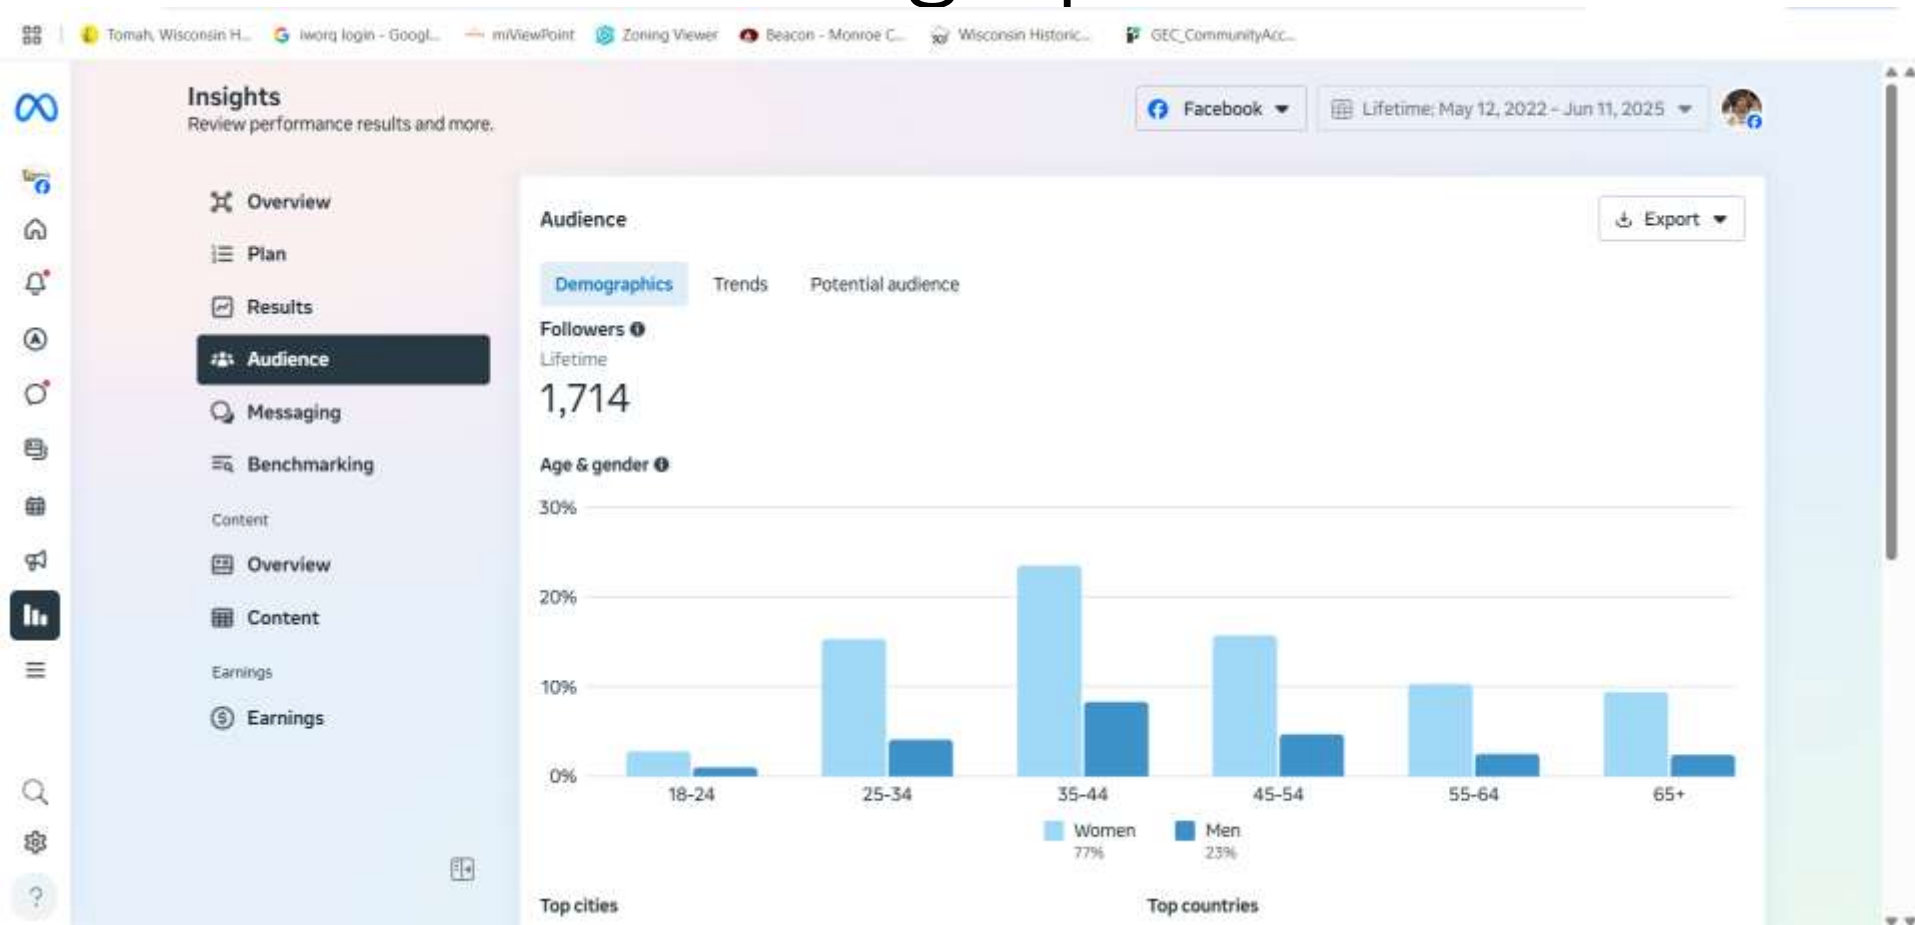 Tomah, Wisconsin H... iworq login - Googl... miViewPoint Zoning Viewer Beacon - Monroe C... Wisconsin Historic... GEC_CommunityAcc...
Insights
Review performance results and more.
Facebook
Lifetime: May 12, 2022 – Jun 11, 2025
Overview
Plan
Results
Audience
Messaging
Benchmarking
Content
Overview
Content
Earnings
Earnings
Audience
Export
Demographics Trends Potential audience
Followers
Lifetime
1,714
Age & gender
30%
20%
10%
0%
18-24 25-34 35-44 45-54 55-64 65+
Women Men
77% 23%
Top cities Top countries